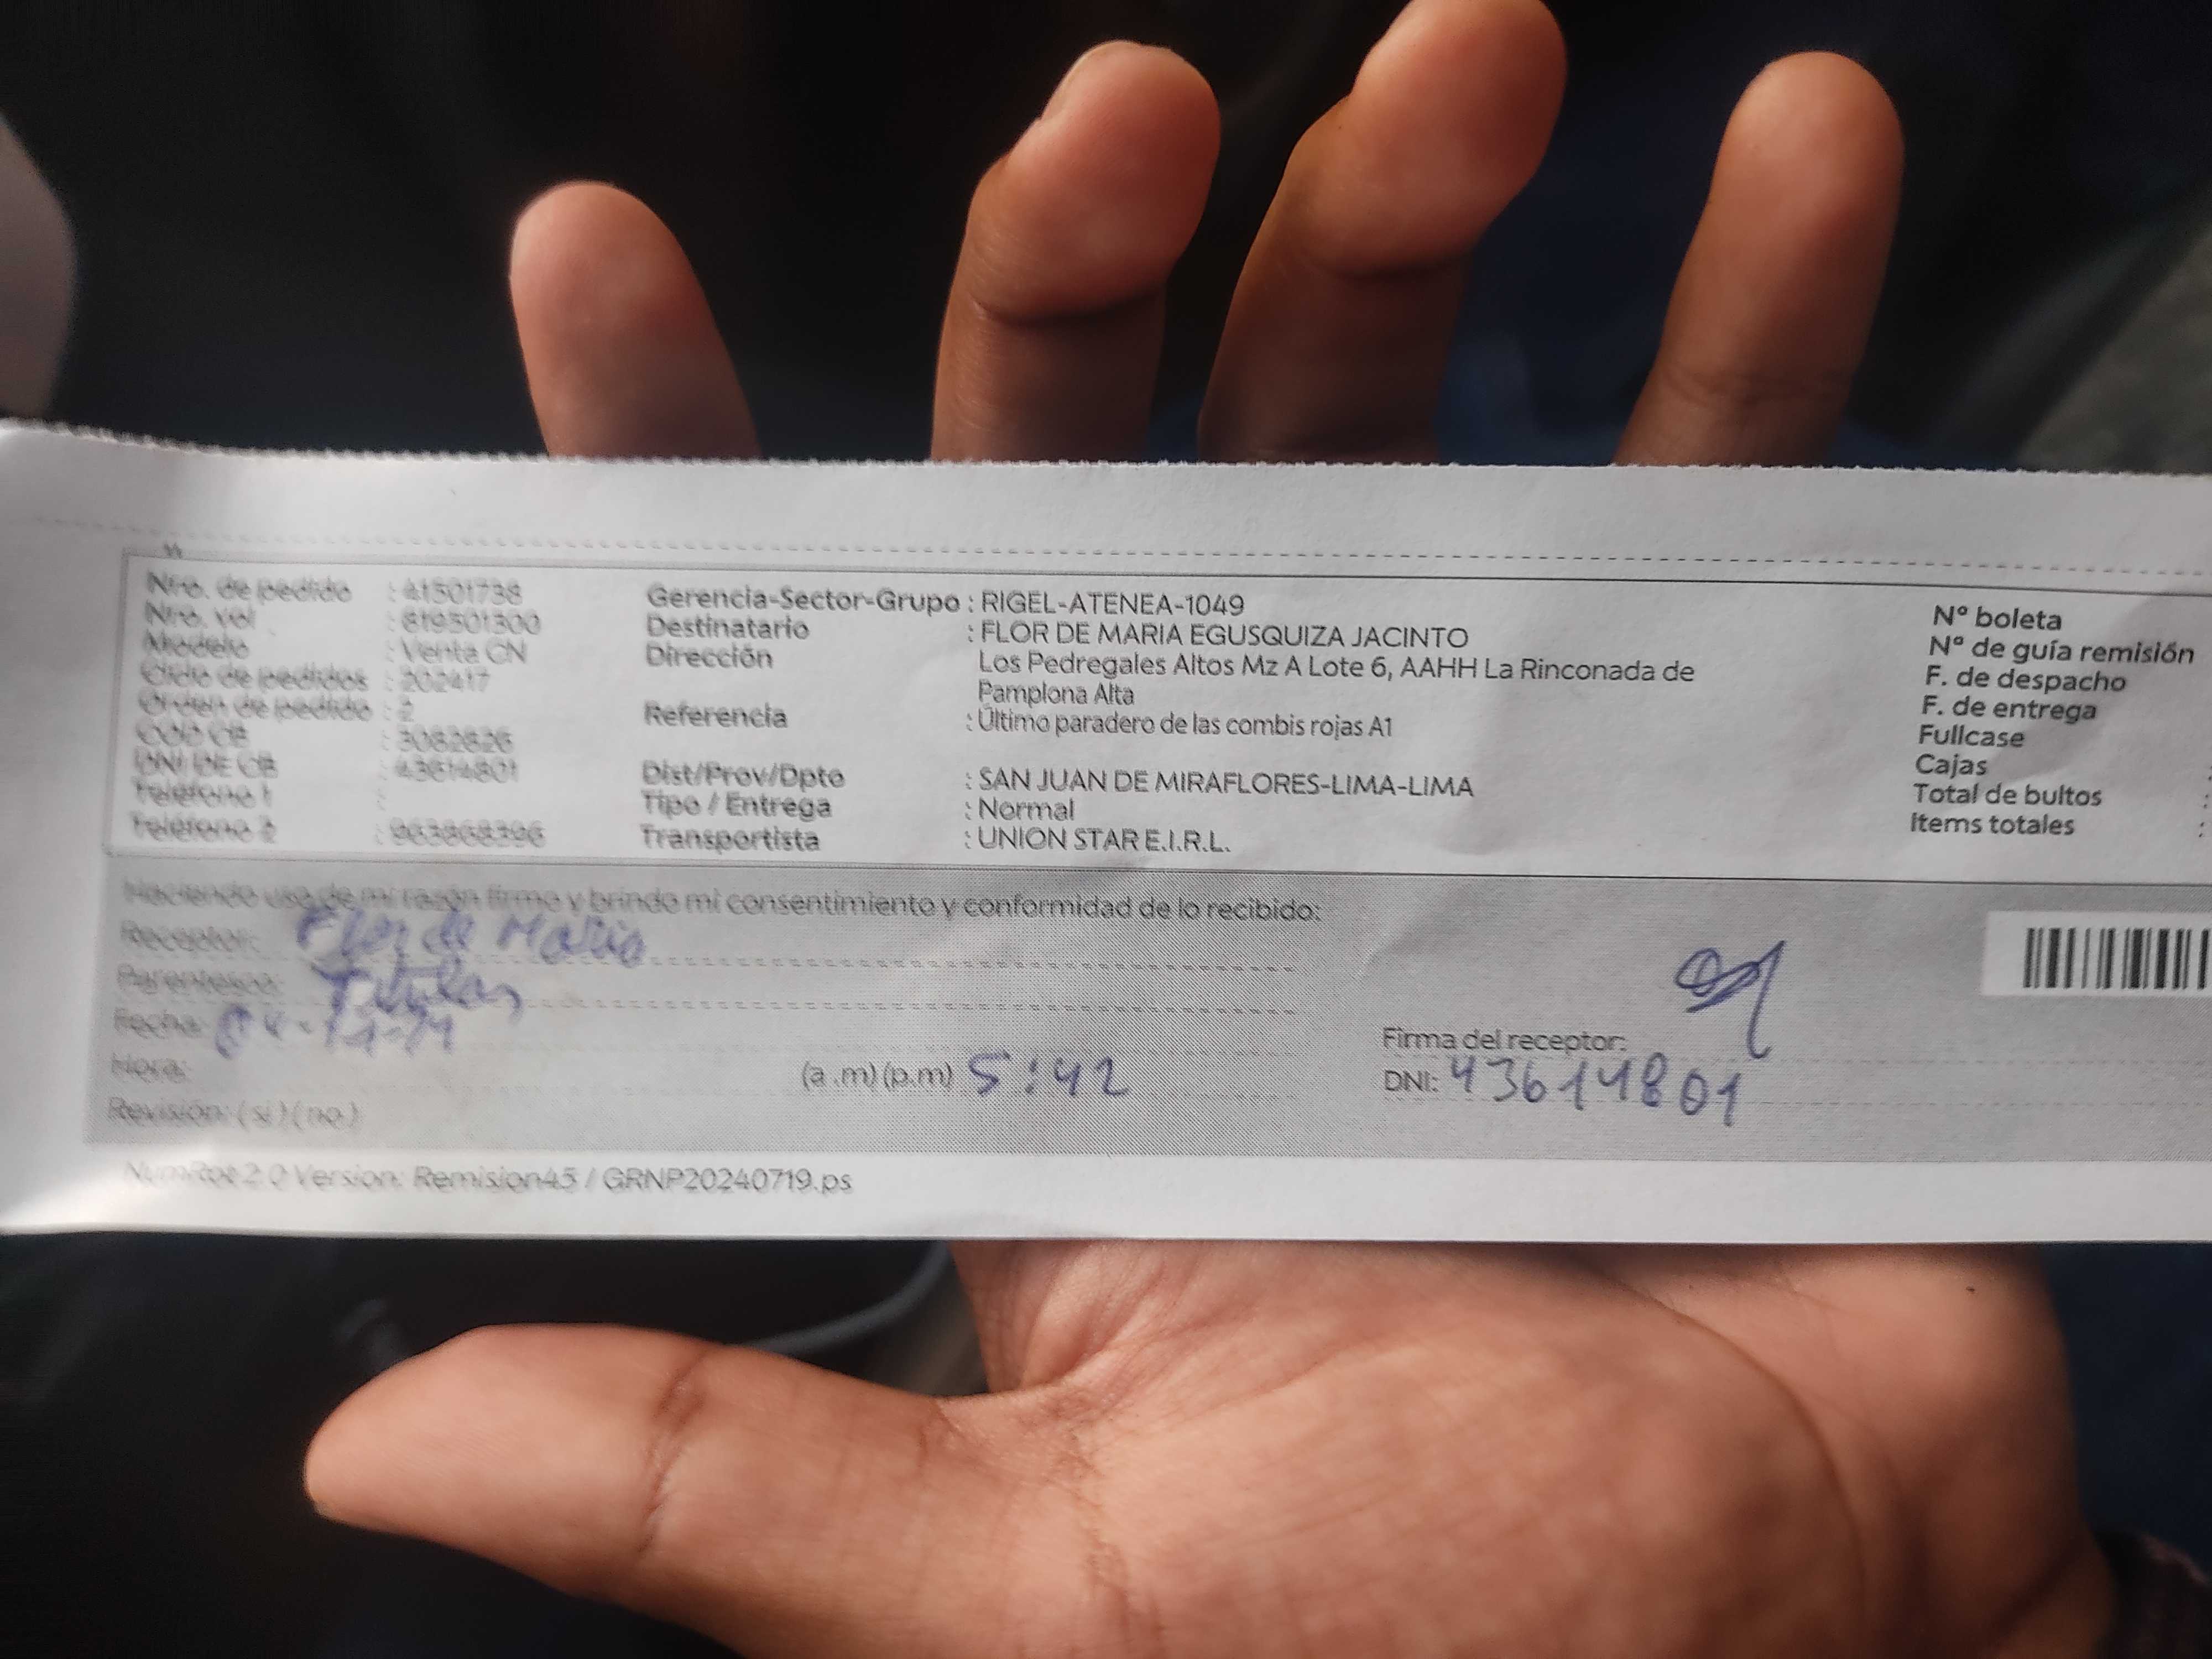 Nro. de pedido : 41501738
Nro. vol : 819501300
Modelo : Venta CN
Ciclo de pedidos : 202417
Orden de pedido : 2
COD CB : 3082826
DNI DE CB : 43614801
Teléfono 1 :
Teléfono 2 : 963868396
Gerencia-Sector-Grupo : RIGEL-ATENEA-1049
Destinatario : FLOR DE MARIA EGUSQUIZA JACINTO
Dirección Los Pedregales Altos Mz A Lote 6, AAHH La Rinconada de
Pamplona Alta
Referencia : Último paradero de las combis rojas A1
Dist/Prov/Dpto : SAN JUAN DE MIRAFLORES-LIMA-LIMA
Tipo / Entrega : Normal
Transportista : UNION STAR E.I.R.L.
N° boleta
N° de guía remisión
F. de despacho
F. de entrega
Fullcase
Cajas :
Total de bultos :
Items totales :
Haciendo uso de mi razón firmo y brindo mi consentimiento y conformidad de lo recibido:
Receptor: Flor de Maria
Parentesco: Titular
Fecha:
Hora: (a.m) (p.m) 5:42
Revisión: ( si ) ( no )
Firma del receptor:
DNI: 43614801
NumRot 2.0 Version: Remision45 / GRNP20240719.ps